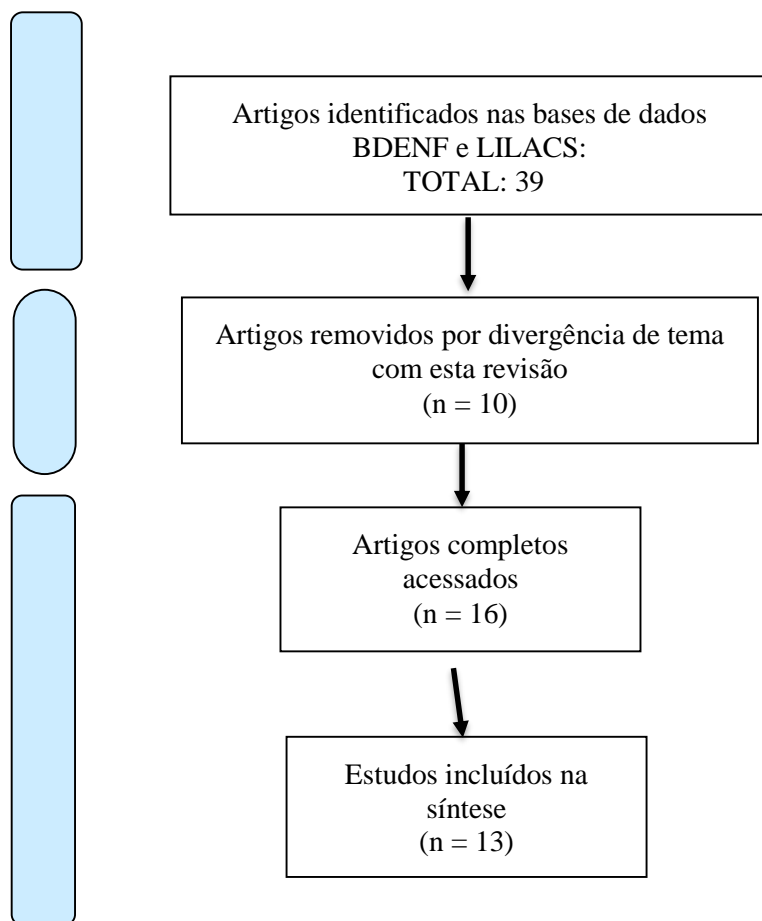 Artigos identificados nas bases de dados
BDENF e LILACS:
TOTAL: 39
Artigos removidos por divergência de tema
com esta revisão
(n = 10)
Artigos completos
acessados
(n = 16)
Estudos incluídos na
síntese
(n = 13)